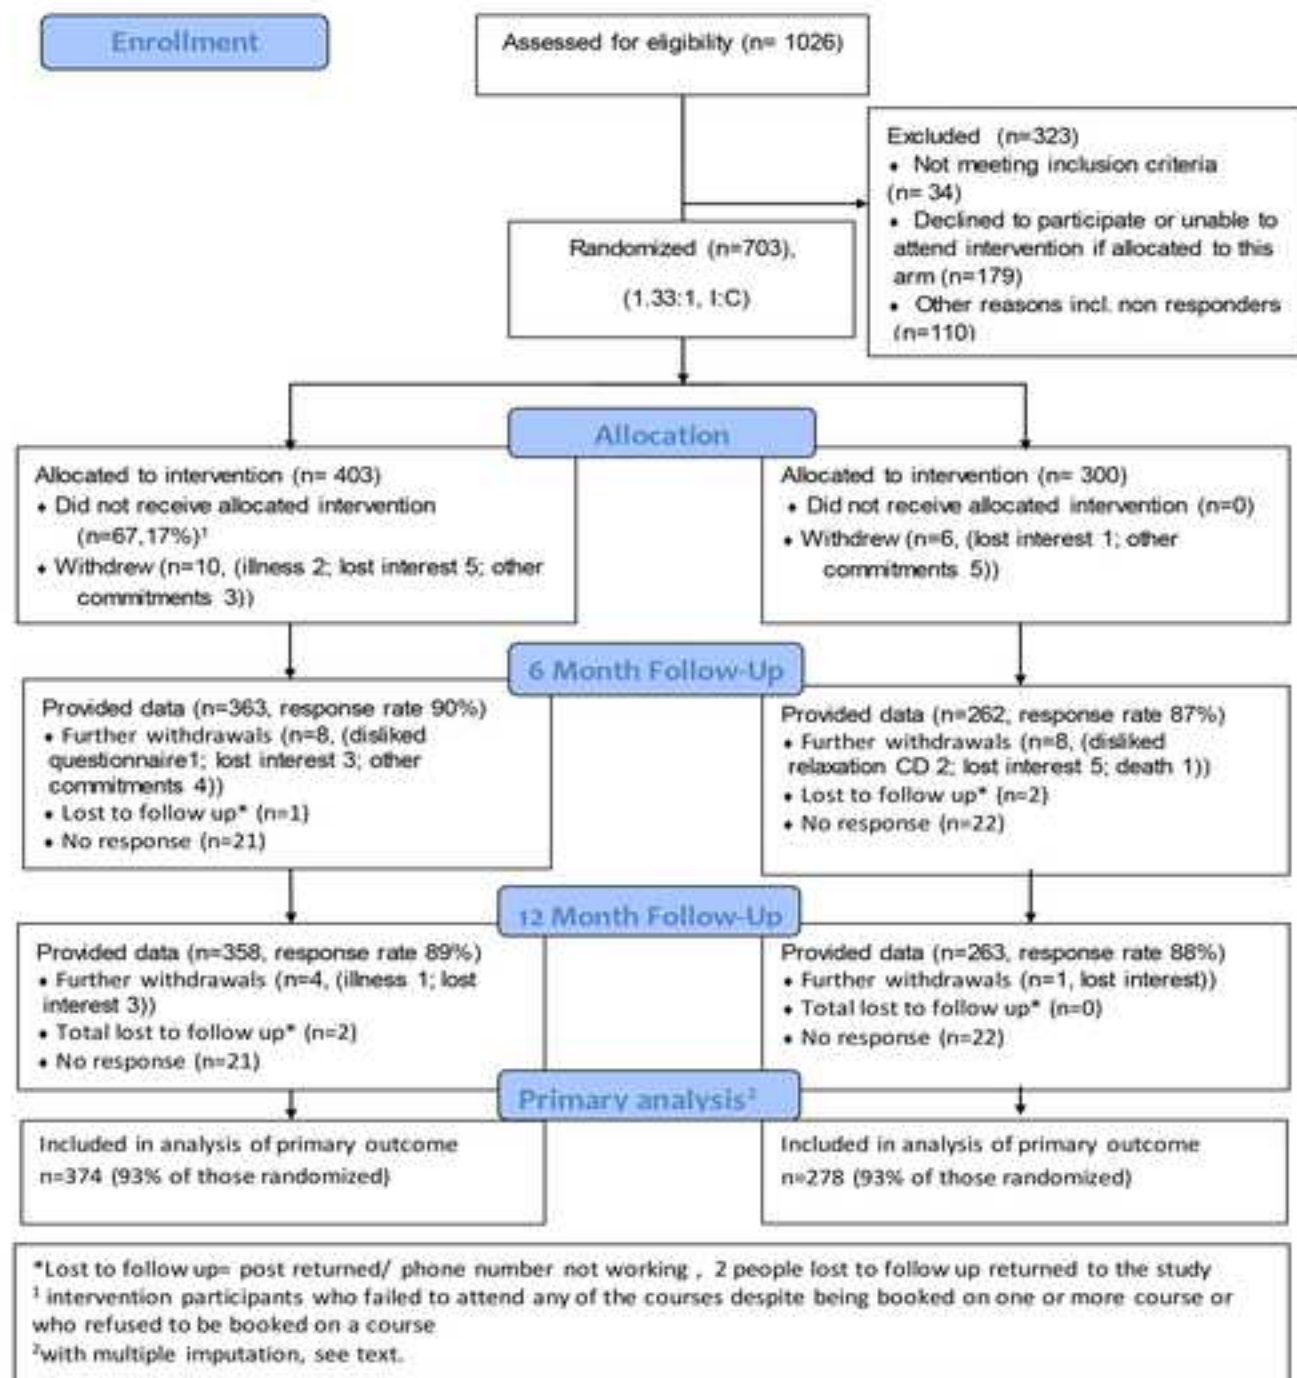 Enrollment
Assessed for eligibility (n= 1026)
Excluded (n=323)
• Not meeting inclusion criteria
(n= 34)
• Declined to participate or unable to
attend intervention if allocated to this
arm (n=179)
• Other reasons incl. non responders
(n=110)
Randomized (n=703),
(1.33:1, I:C)
Allocation
Allocated to intervention (n= 403)
• Did not receive allocated intervention
(n=67,17%)¹
• Withdrew (n=10, (illness 2; lost interest 5; other
commitments 3))
Allocated to intervention (n= 300)
• Did not receive allocated intervention (n=0)
• Withdrew (n=6, (lost interest 1; other
commitments 5))
6 Month Follow-Up
Provided data (n=363, response rate 90%)
• Further withdrawals (n=8, (disliked
questionnaire1; lost interest 3; other
commitments 4))
• Lost to follow up* (n=1)
• No response (n=21)
Provided data (n=262, response rate 87%)
• Further withdrawals (n=8, (disliked
relaxation CD 2; lost interest 5; death 1))
• Lost to follow up* (n=2)
• No response (n=22)
12 Month Follow-Up
Provided data (n=358, response rate 89%)
• Further withdrawals (n=4, (illness 1; lost
interest 3))
• Total lost to follow up* (n=2)
• No response (n=21)
Provided data (n=263, response rate 88%)
• Further withdrawals (n=1, lost interest))
• Total lost to follow up* (n=0)
• No response (n=22)
Primary analysis²
Included in analysis of primary outcome
n=374 (93% of those randomized)
Included in analysis of primary outcome
n=278 (93% of those randomized)
*Lost to follow up= post returned/ phone number not working , 2 people lost to follow up returned to the study
¹ intervention participants who failed to attend any of the courses despite being booked on one or more course or
who refused to be booked on a course
²with multiple imputation, see text.